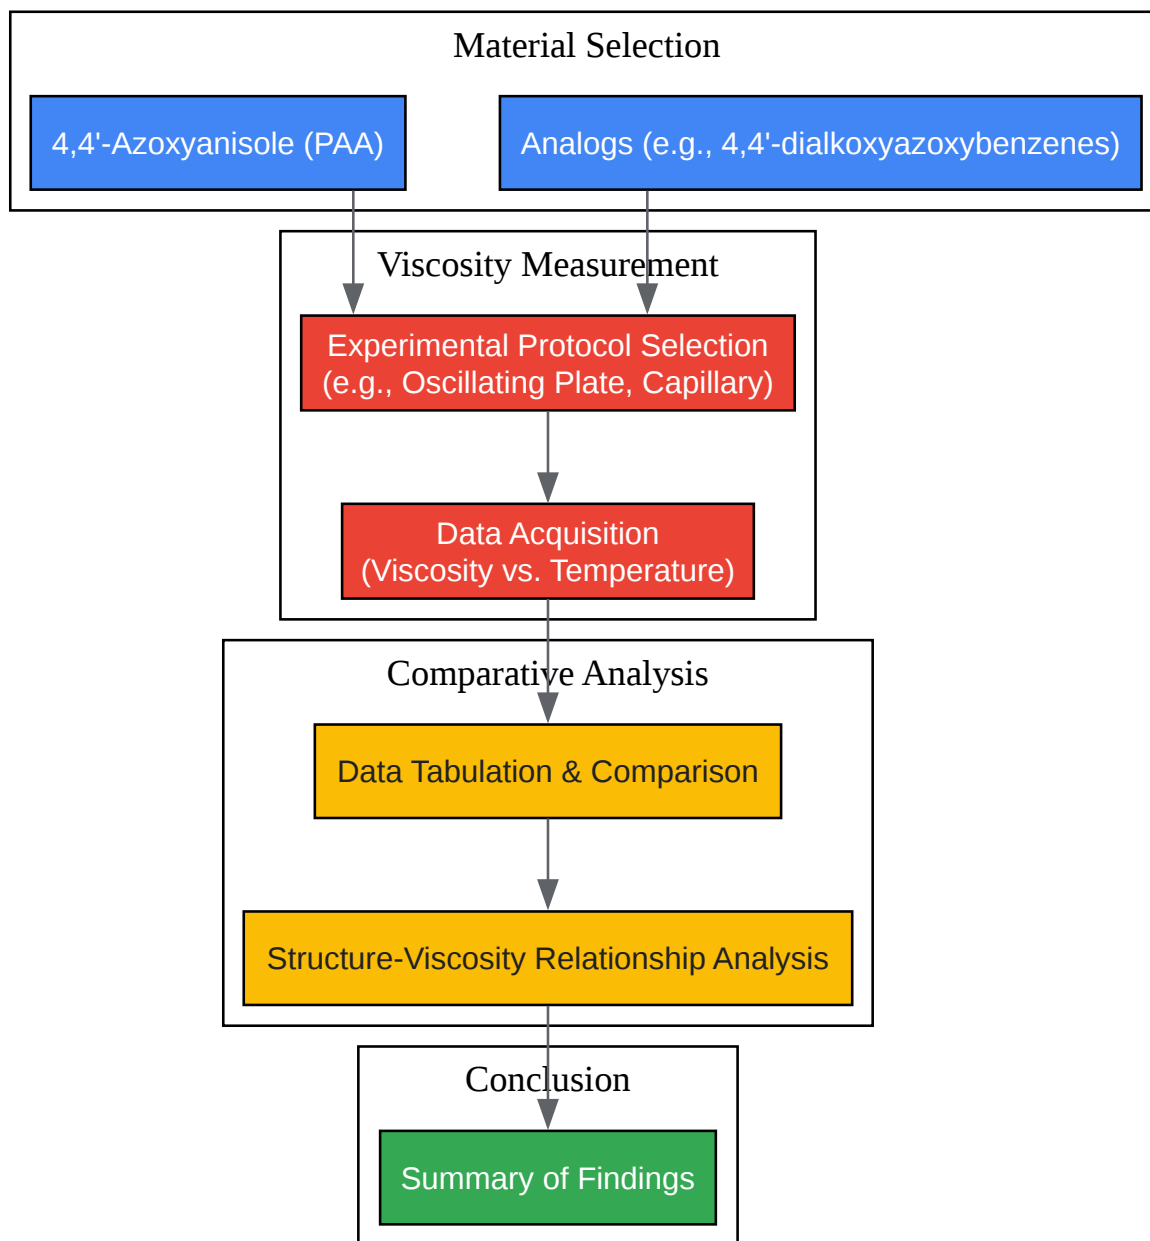 Material Selection
4,4'-Azoxyanisole (PAA)
Analogs (e.g., 4,4'-dialkoxyazoxybenzenes)
Viscosity Measurement
Experimental Protocol Selection
(e.g., Oscillating Plate, Capillary)
Data Acquisition
(Viscosity vs. Temperature)
Comparative Analysis
Data Tabulation & Comparison
Structure-Viscosity Relationship Analysis
Conclusion
Summary of Findings